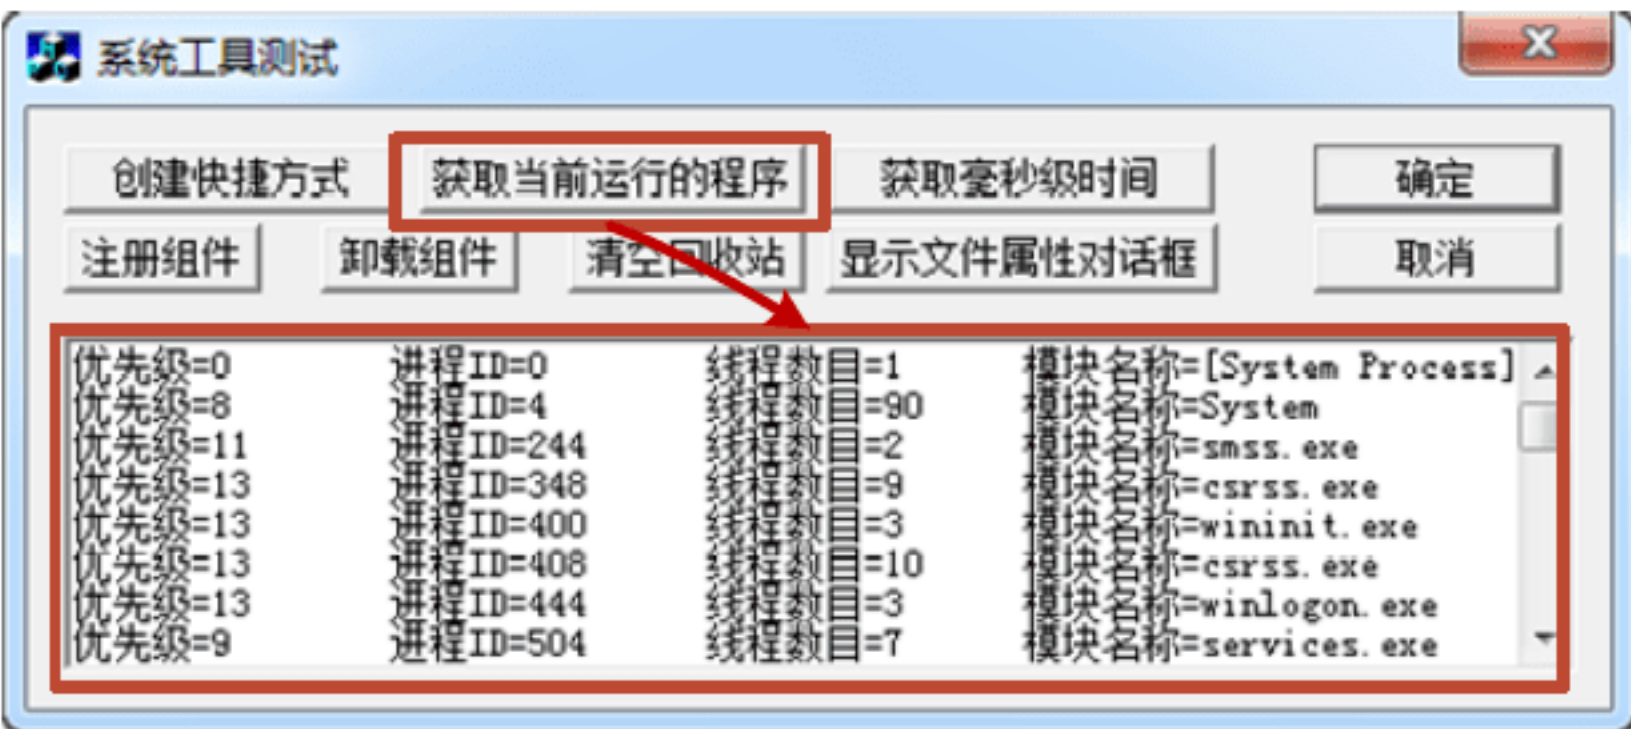 系统工具测试
创建快捷方式 获取当前运行的程序 获取毫秒级时间 确定
注册组件 卸载组件 清空回收站 显示文件属性对话框 取消
优先级=0 进程ID=0 线程数目=1 模块名称=[System Process]
优先级=8 进程ID=4 线程数目=90 模块名称=System
优先级=11 进程ID=244 线程数目=2 模块名称=smss.exe
优先级=13 进程ID=348 线程数目=9 模块名称=csrss.exe
优先级=13 进程ID=400 线程数目=3 模块名称=wininit.exe
优先级=13 进程ID=408 线程数目=10 模块名称=csrss.exe
优先级=13 进程ID=444 线程数目=3 模块名称=winlogon.exe
优先级=9 进程ID=504 线程数目=7 模块名称=services.exe